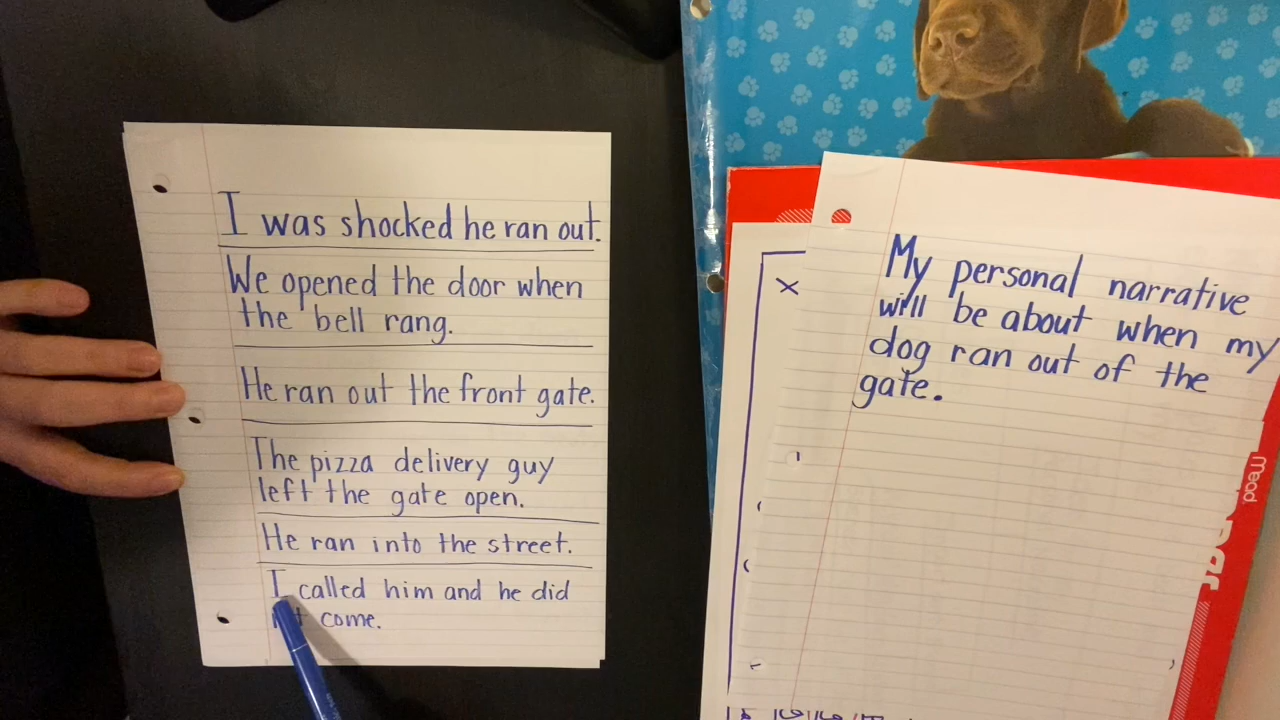 I was shocked he ran out.
We opened the door when
the bell rang.
He ran out the front gate.
The pizza delivery guy
left the gate open.
He ran into the street.
I called him and he did
come.
My personal narrative
will be about when my
dog ran out of the
gate.
mead